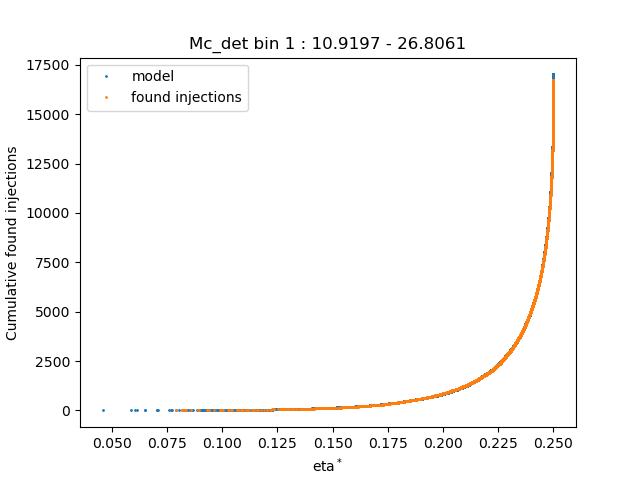 Mc_det bin 1 : 10.9197 - 26.8061
model
found injections
Cumulative found injections
17500
15000
12500
10000
7500
5000
2500
0
0.050 0.075 0.100 0.125 0.150 0.175 0.200 0.225 0.250
eta*